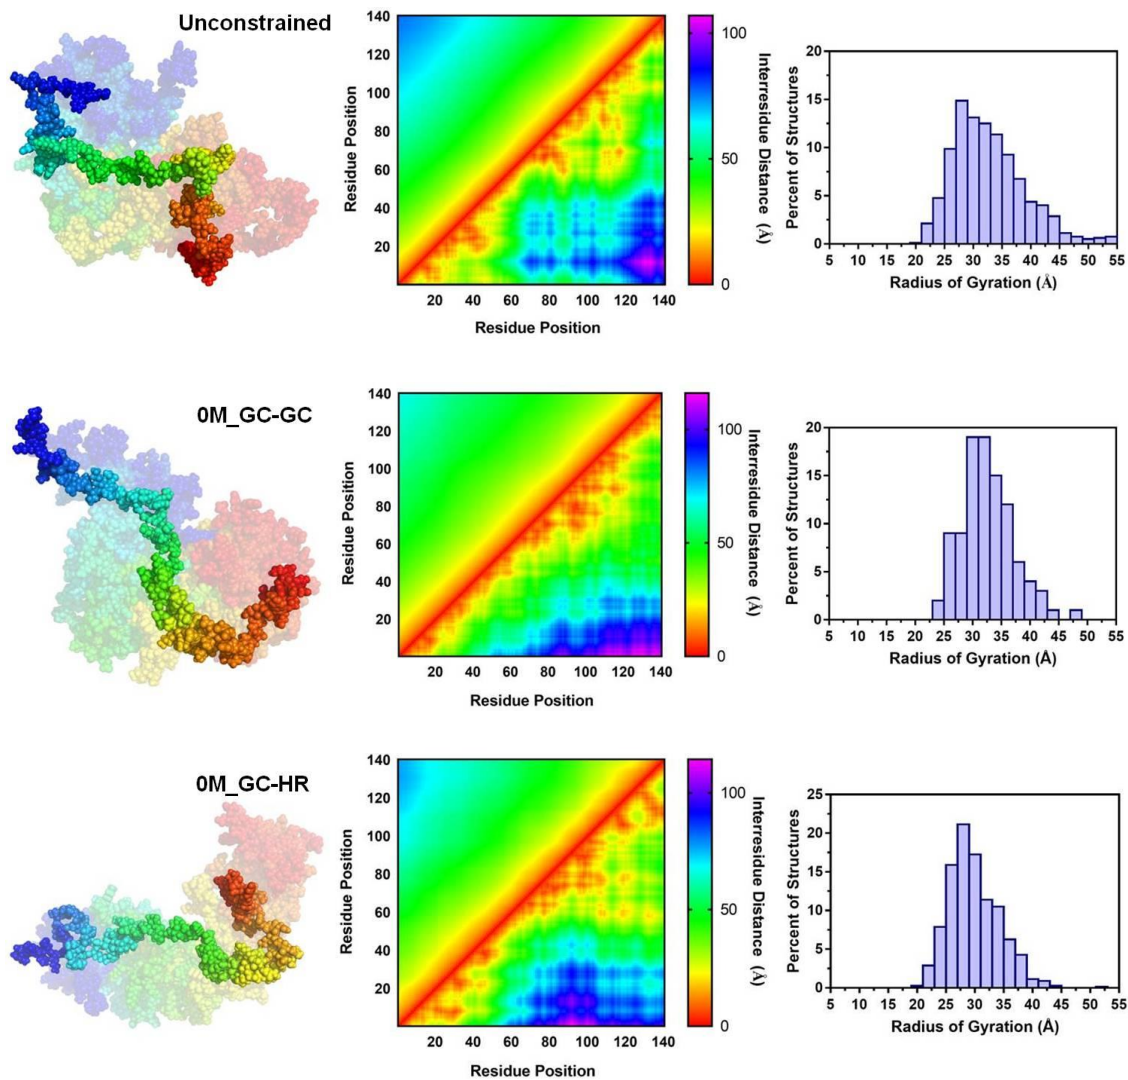 Unconstrained
140
120
100
80
60
40
20
Residue Position
20 40 60 80 100 120 140
Residue Position
100
50
0
Interresidue Distance (Å)
20
15
10
5
0
Percent of Structures
5 10 15 20 25 30 35 40 45 50 55
Radius of Gyration (Å)
0M_GC-GC
140
120
100
80
60
40
20
Residue Position
20 40 60 80 100 120 140
Residue Position
100
50
0
Interresidue Distance (Å)
20
15
10
5
0
Percent of Structures
5 10 15 20 25 30 35 40 45 50 55
Radius of Gyration (Å)
0M_GC-HR
140
120
100
80
60
40
20
Residue Position
20 40 60 80 100 120 140
Residue Position
100
50
0
Interresidue Distance (Å)
25
20
15
10
5
0
Percent of Structures
5 10 15 20 25 30 35 40 45 50 55
Radius of Gyration (Å)